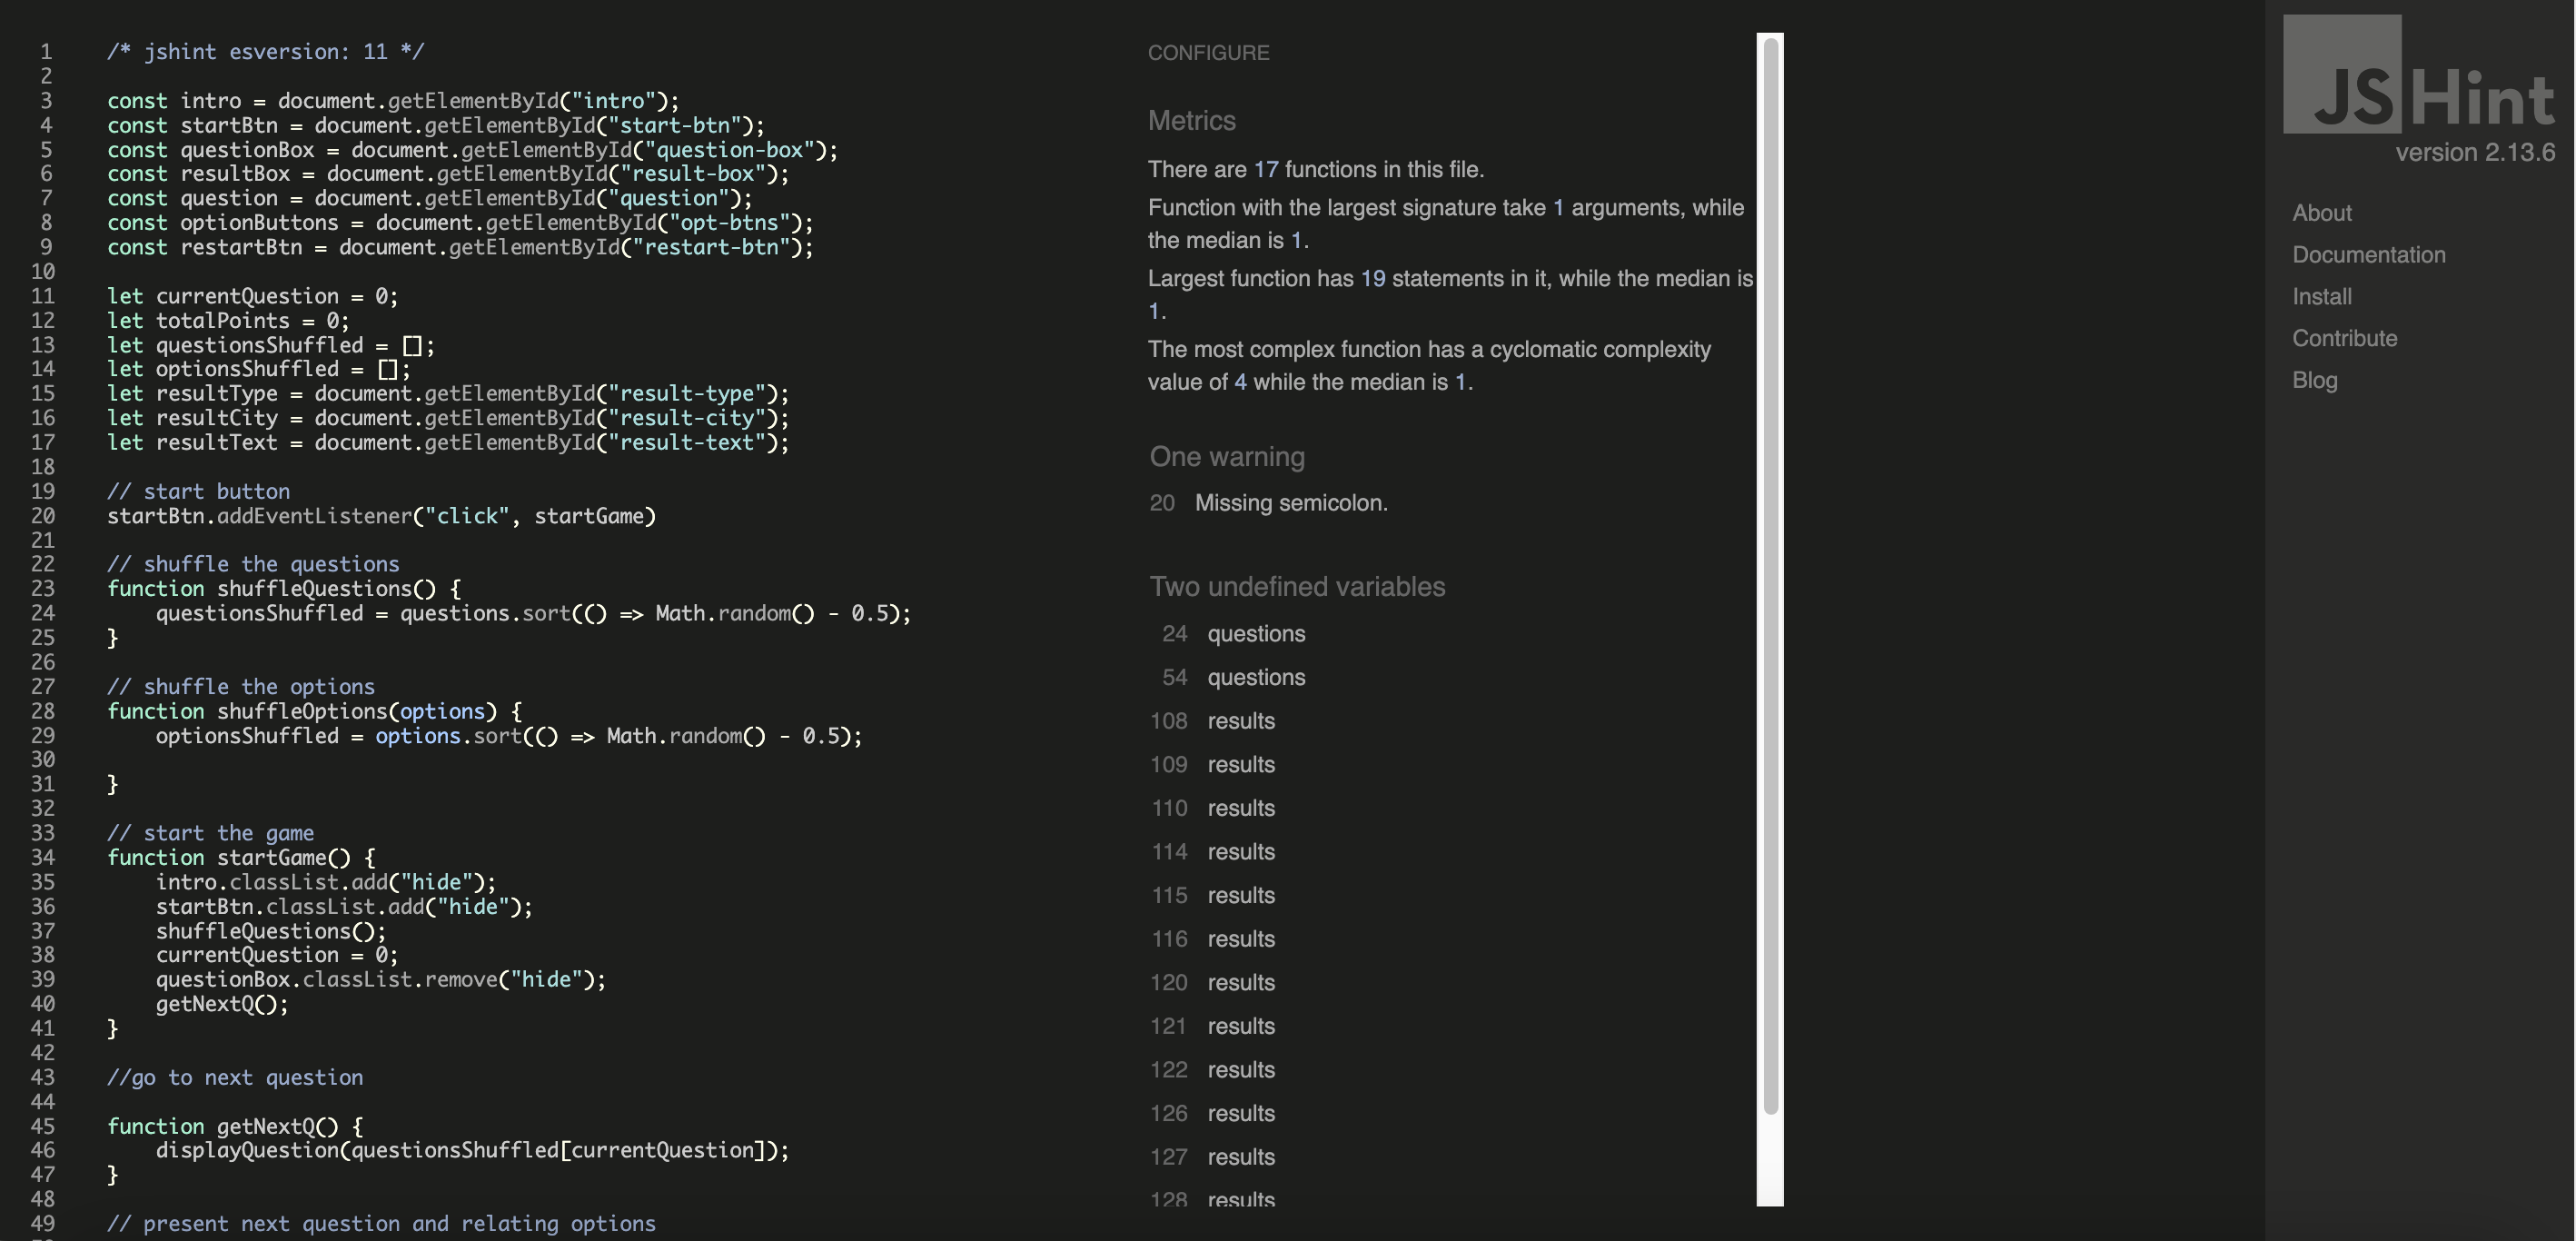 1 /* jshint esversion: 11 */
2
3 const intro = document.getElementById("intro");
4 const startBtn = document.getElementById("start-btn");
5 const questionBox = document.getElementById("question-box");
6 const resultBox = document.getElementById("result-box");
7 const question = document.getElementById("question");
8 const optionButtons = document.getElementById("opt-btns");
9 const restartBtn = document.getElementById("restart-btn");
10
11 let currentQuestion = 0;
12 let totalPoints = 0;
13 let questionsShuffled = [];
14 let optionsShuffled = [];
15 let resultType = document.getElementById("result-type");
16 let resultCity = document.getElementById("result-city");
17 let resultText = document.getElementById("result-text");
18
19 // start button
20 startBtn.addEventListener("click", startGame)
21
22 // shuffle the questions
23 function shuffleQuestions() {
24     questionsShuffled = questions.sort(() => Math.random() - 0.5);
25 }
26
27 // shuffle the options
28 function shuffleOptions(options) {
29     optionsShuffled = options.sort(() => Math.random() - 0.5);
30
31 }
32
33 // start the game
34 function startGame() {
35     intro.classList.add("hide");
36     startBtn.classList.add("hide");
37     shuffleQuestions();
38     currentQuestion = 0;
39     questionBox.classList.remove("hide");
40     getNextQ();
41 }
42
43 //go to next question
44
45 function getNextQ() {
46     displayQuestion(questionsShuffled[currentQuestion]);
47 }
48
49 // present next question and relating options
CONFIGURE
Metrics
There are 17 functions in this file.
Function with the largest signature take 1 arguments, while
the median is 1.
Largest function has 19 statements in it, while the median is
1.
The most complex function has a cyclomatic complexity
value of 4 while the median is 1.
One warning
20 Missing semicolon.
Two undefined variables
24 questions
54 questions
108 results
109 results
110 results
114 results
115 results
116 results
120 results
121 results
122 results
126 results
127 results
128 results
JSHint
version 2.13.6
About
Documentation
Install
Contribute
Blog